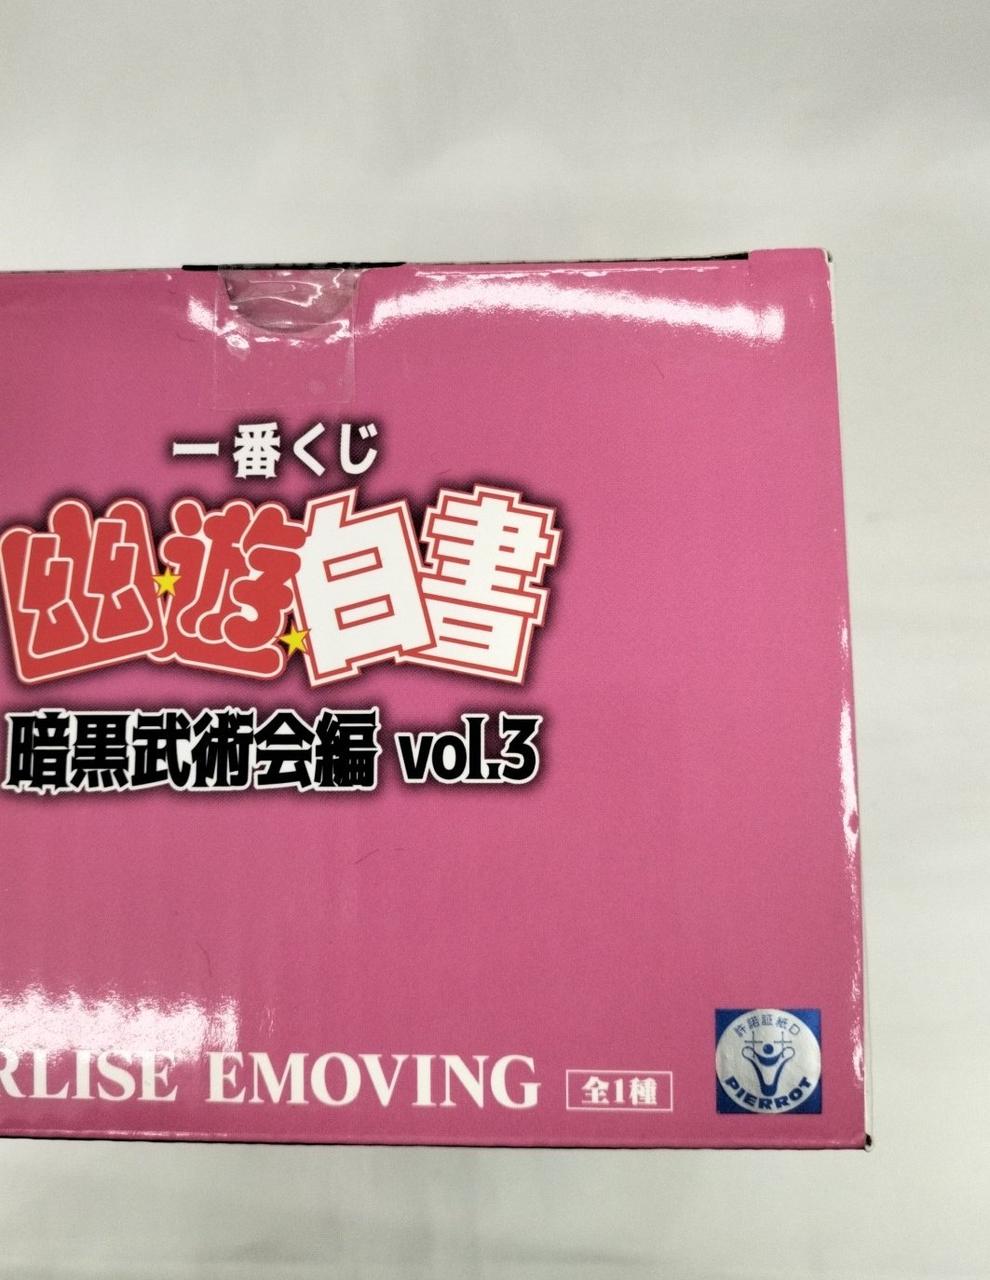 一番くじ
幽☆遊☆白書
暗黒武術会編 vol.3
RLISE EMOVING
全1種
許諾証紙D
PIERROT